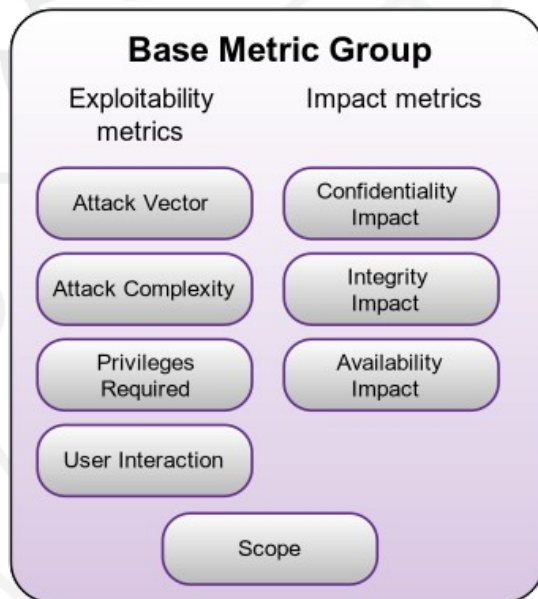 Base Metric Group
Exploitability
metrics
Impact metrics
Attack Vector
Confidentiality
Impact
Attack Complexity
Integrity
Impact
Privileges
Required
Availability
Impact
User Interaction
Scope